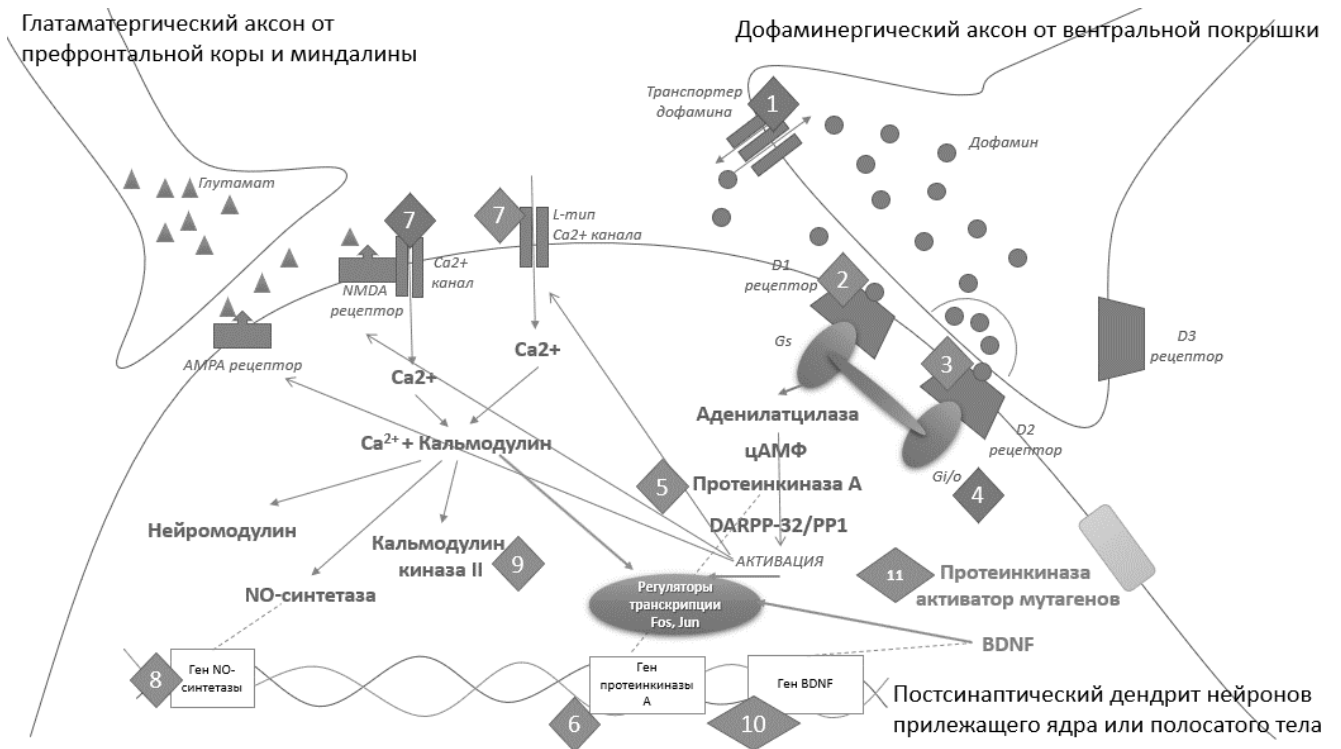 Глатаматергический аксон от
префронтальной коры и миндалины
Дофаминергический аксон от вентральной покрышки
Транспортер
дофамина
1
Дофамин
Глутамат
7
7
L-тип
Ca2+ канала
Ca2+
канал
NMDA
рецептор
AMPA рецептор
D1
рецептор
2
Gs
3
D2
рецептор
Gi/o
4
D3
рецептор
Ca2+
Ca2+
Ca2+ + Кальмодулин
Аденилатцилаза
цАМФ
5
Протеинкиназа А
DARPP-32/PP1
АКТИВАЦИЯ
Нейромодулин
Кальмодулин
киназа II
9
NO-синтетаза
Регуляторы
транскрипции
Fos, Jun
11
Протеинкиназа
активатор мутагенов
BDNF
8
Ген NO-
синтетазы
Ген
протеинкиназы
А
Ген BDNF
6
10
Постсинаптический дендрит нейронов
прилежащего ядра или полосатого тела